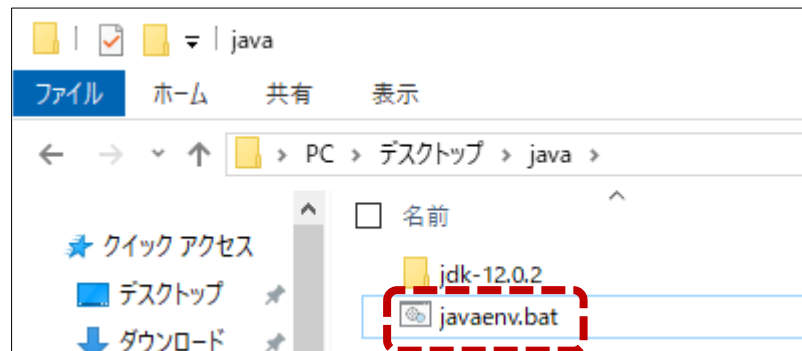 java
ファイル ホーム 共有 表示
PC > デスクトップ > java >
クイック アクセス
デスクトップ
ダウンロード
名前
jdk-12.0.2
javaenv.bat